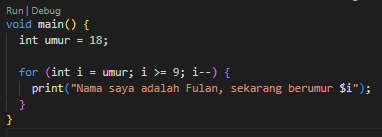 Run | Debug
void main() {
  int umur = 18;

  for (int i = umur; i >= 9; i--) {
    print("Nama saya adalah Fulan, sekarang berumur $i");
  }
}